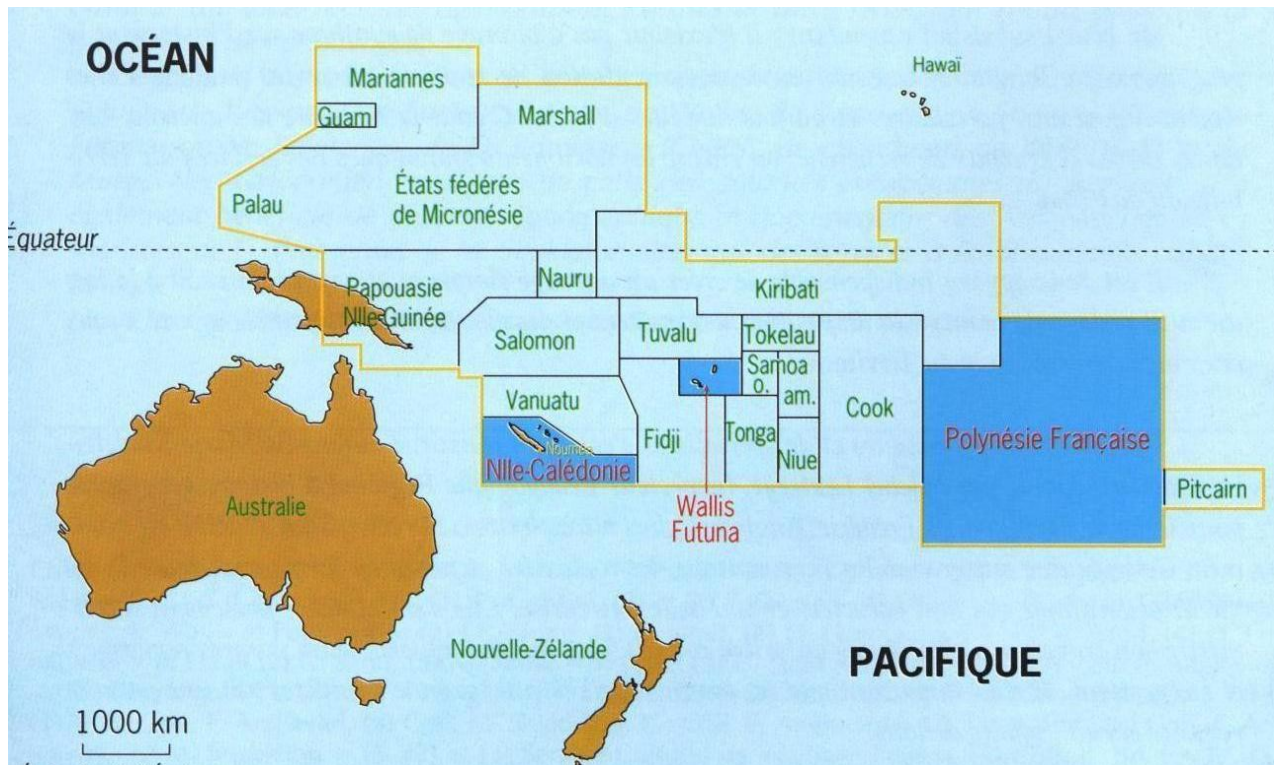 OCÉAN
Hawaï
Mariannes
Guam
Marshall
États fédérés
de Micronésie
Palau
Équateur
Nauru
Papouasie
Nlle-Guinée
Kiribati
Salomon
Tuvalu
Tokelau
Samoa
o.
am.
Vanuatu
Cook
Nouméa
Fidji
Tonga
Niue
Polynésie Française
Nlle-Calédonie
Pitcairn
Australie
Wallis
Futuna
Nouvelle-Zélande
PACIFIQUE
1000 km